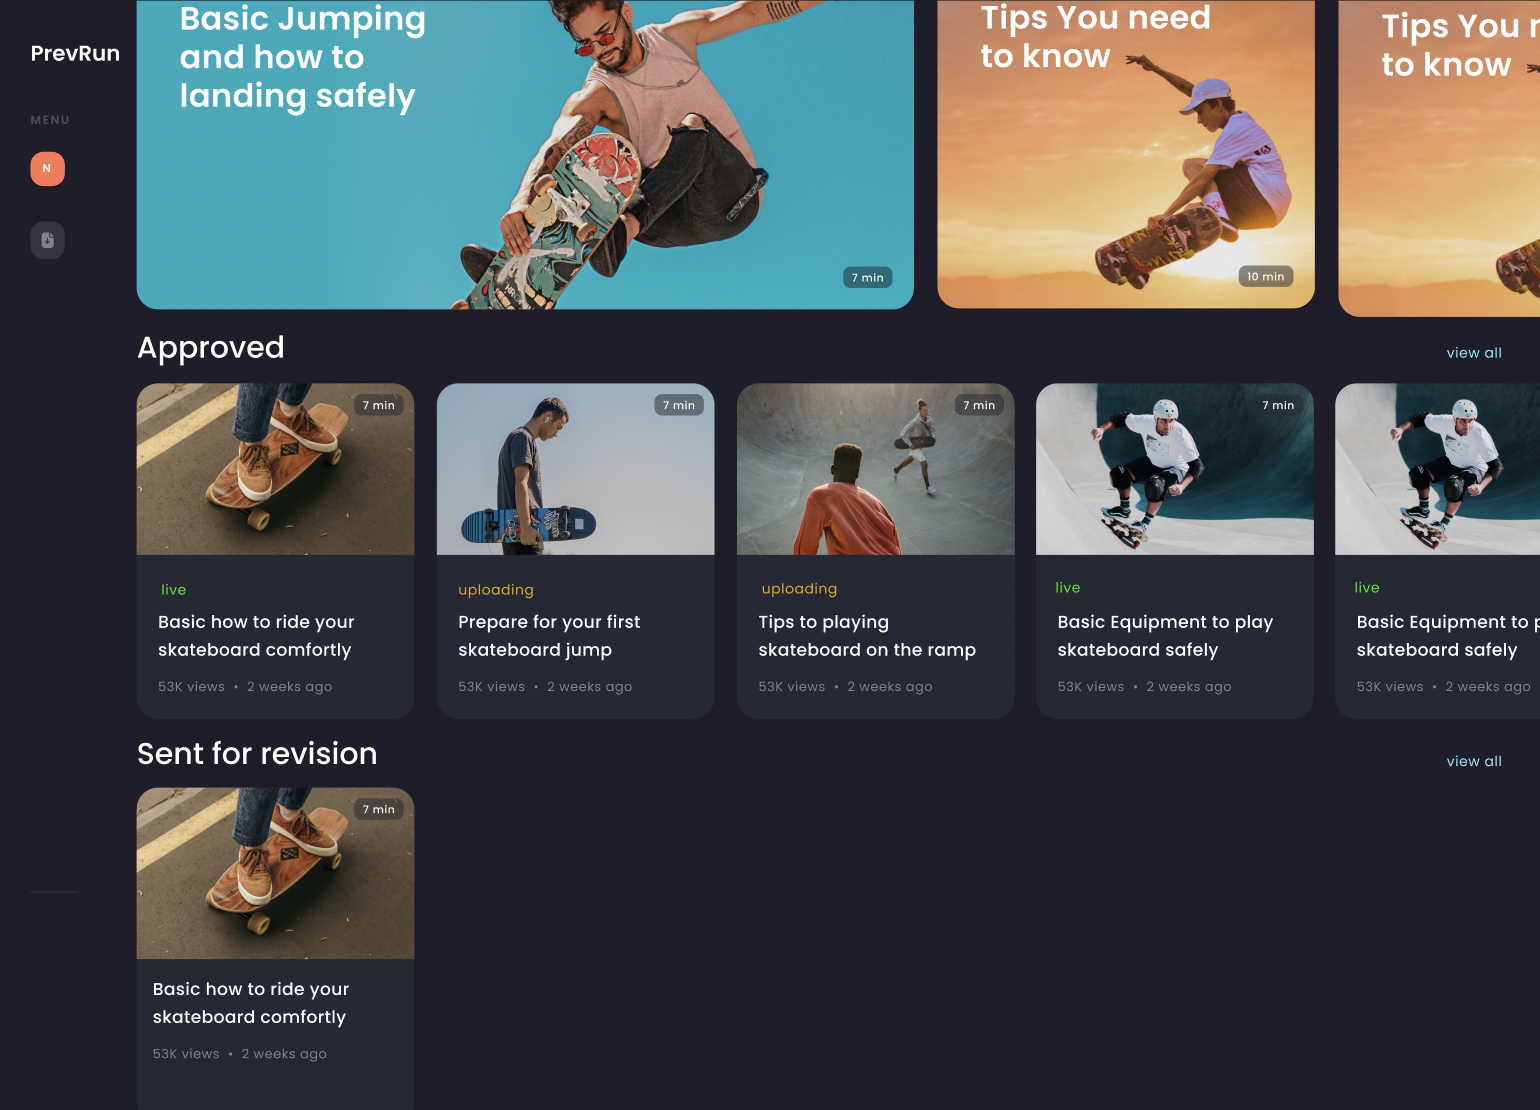 PrevRun
MENU
N
Basic Jumping
and how to
landing safely
7 min
Tips You need
to know
10 min
Tips You n
to know
Approved
view all
7 min
live
Basic how to ride your
skateboard comfortly
53K views • 2 weeks ago
7 min
uploading
Prepare for your first
skateboard jump
53K views • 2 weeks ago
7 min
uploading
Tips to playing
skateboard on the ramp
53K views • 2 weeks ago
7 min
live
Basic Equipment to play
skateboard safely
53K views • 2 weeks ago
live
Basic Equipment to p
skateboard safely
53K views • 2 weeks ago
Sent for revision
view all
7 min
Basic how to ride your
skateboard comfortly
53K views • 2 weeks ago